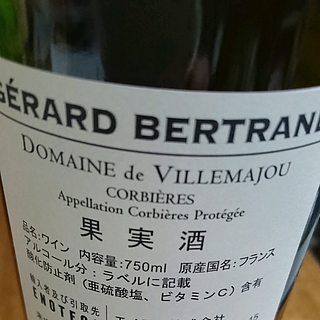 GÉRARD BERTRAND
DOMAINE de VILLEMAJOU
CORBIÈRES
Appellation Corbières Protégée
果実酒
品名:ワイン 内容量:750ml 原産国名:フランス
アルコール分:ラベルに記載
酸化防止剤(亜硫酸塩、ビタミンC)含有
輸入者及び引取先